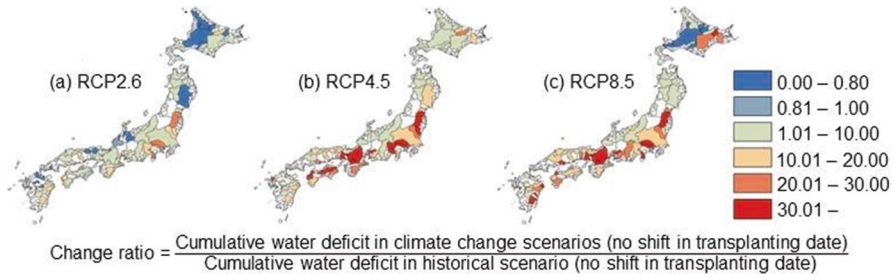 (a) RCP2.6
(b) RCP4.5
(c) RCP8.5
0.00 – 0.80
0.81 – 1.00
1.01 – 10.00
10.01 – 20.00
20.01 – 30.00
30.01 –
Change ratio = Cumulative water deficit in climate change scenarios (no shift in transplanting date)
Cumulative water deficit in historical scenario (no shift in transplanting date)